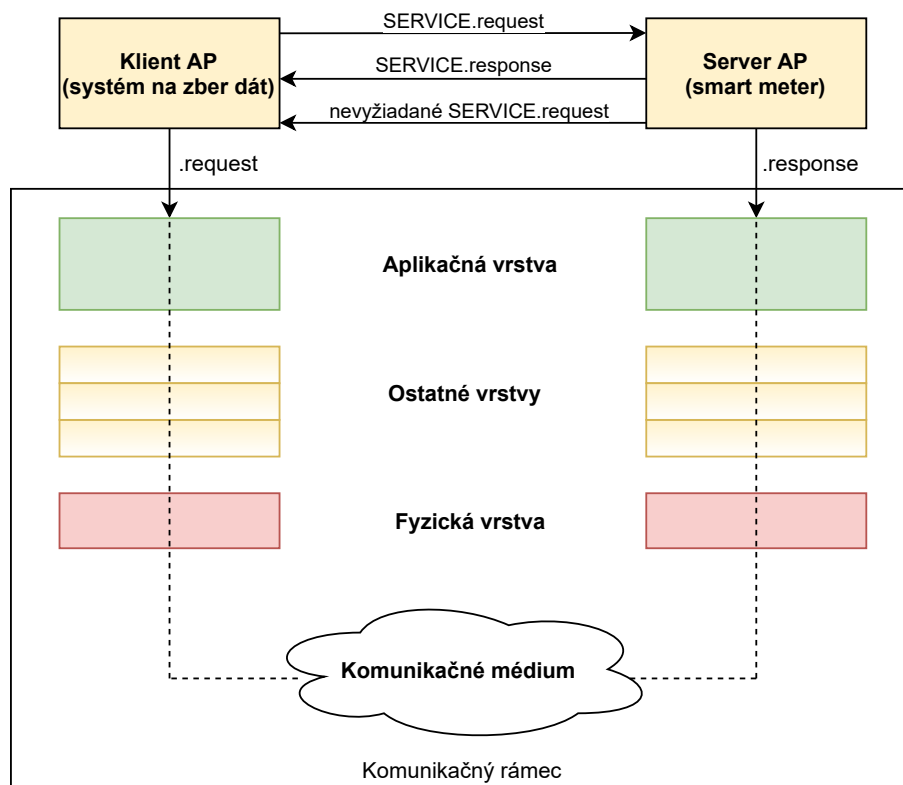 SERVICE.request
Klient AP
(systém na zber dát)
SERVICE.response
Server AP
(smart meter)
nevyžiadané SERVICE.request
.request
.response
Aplikačná vrstva
Ostatné vrstvy
Fyzická vrstva
Komunikačné médium
Komunikačný rámec